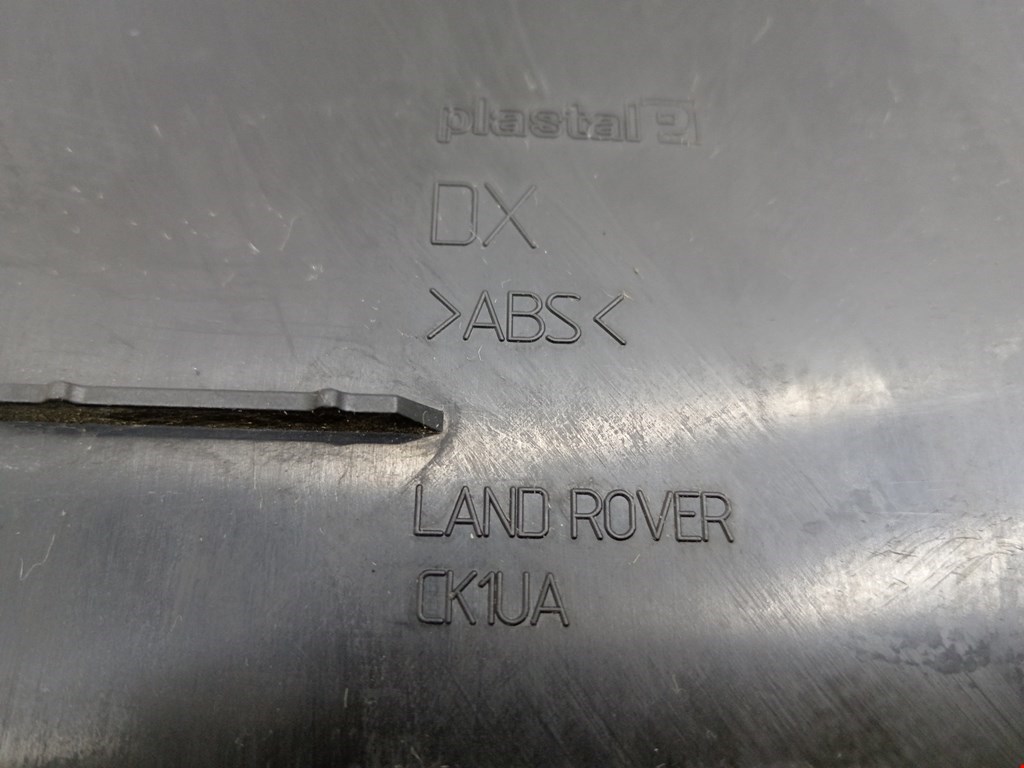 plastal
DX
>ABS<
LAND ROVER
CK1UA